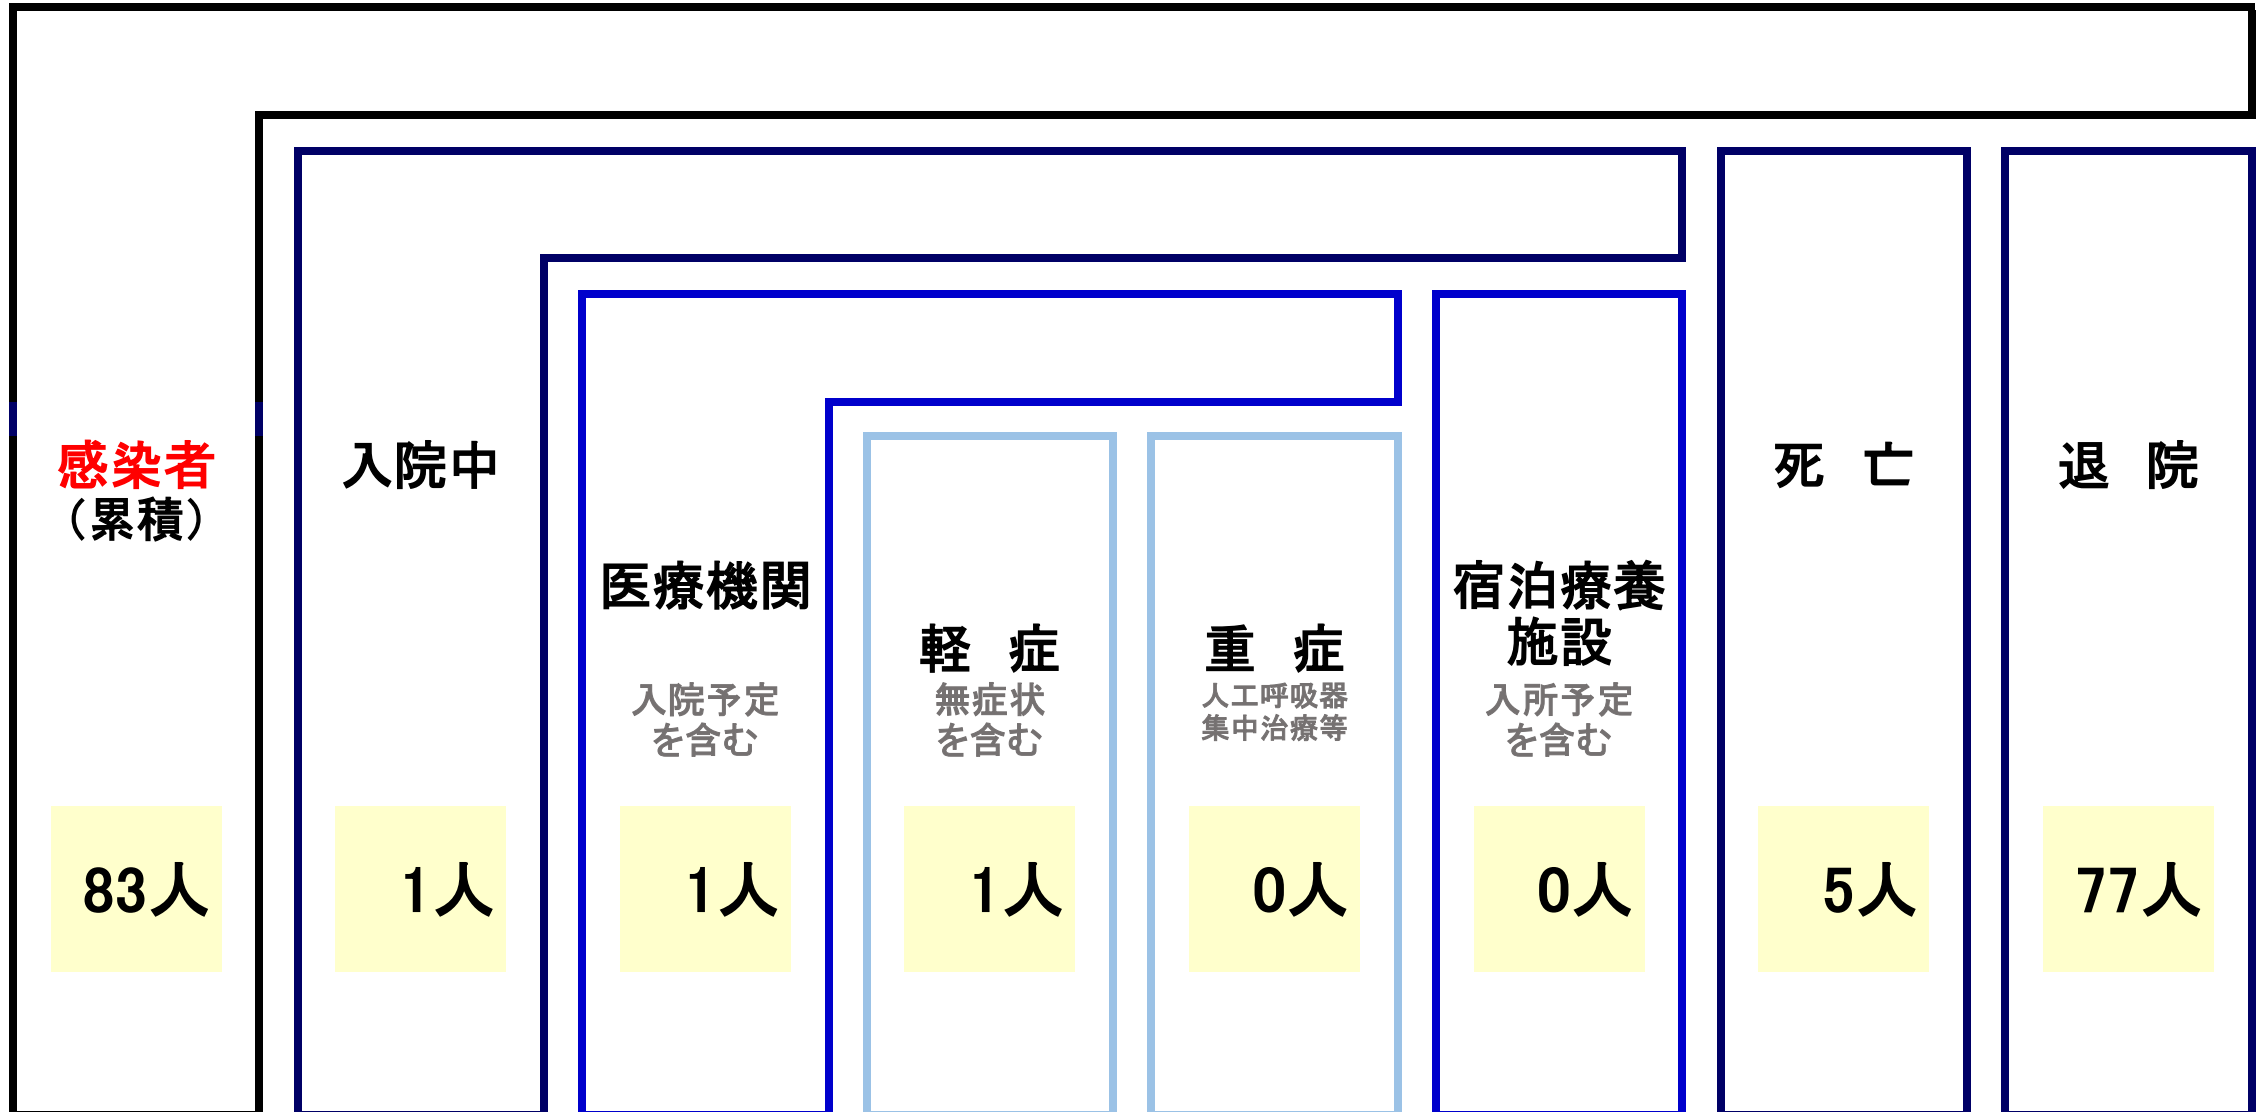 感染者
（累積）
83人
入院中
1人
医療機関
入院予定
を含む
1人
軽　症
無症状
を含む
1人
重　症
人工呼吸器
集中治療等
0人
宿泊療養
施設
入所予定
を含む
0人
死　亡
5人
退　院
77人